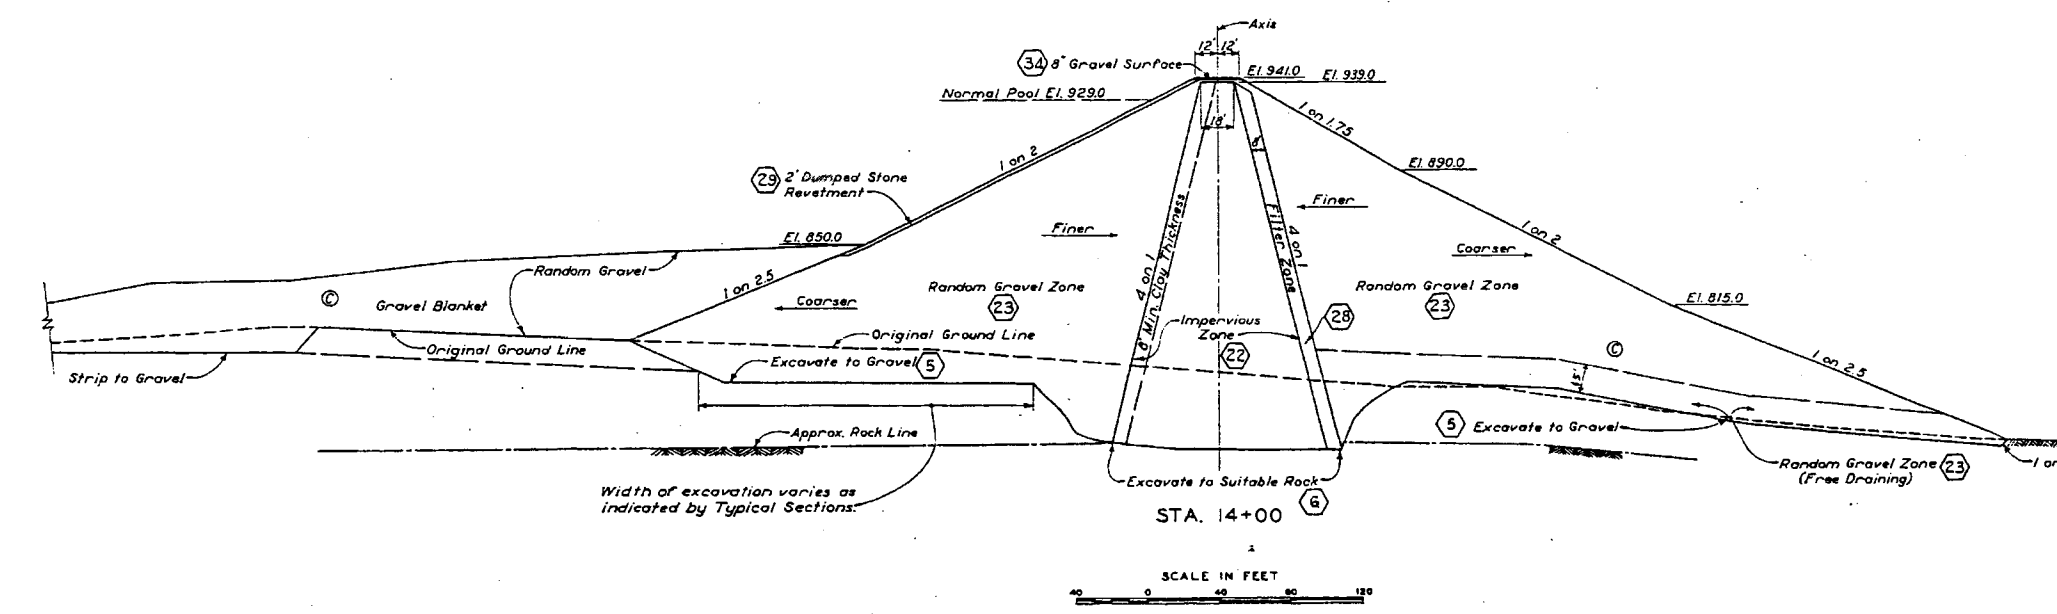 Axis
12' 12'
34 8" Gravel Surface
El. 941.0 El. 939.0
Normal Pool El. 929.0
18'
1 on 1.75
8'
1 on 2
El. 890.0
29 2' Dumped Stone
Revetment
Finer
Finer
1 on 2
El. 850.0
Coarser
Random Gravel
1 on 2.5
4 on 1
8' Min. Clay Thickness
Filter Zone
4 on 1
C
Gravel Blanket
Coarser
Random Gravel Zone
23
Random Gravel Zone
23
El. 815.0
Impervious
Zone
22
28
Original Ground Line
Original Ground Line
Excavate to Gravel 5
Strip to Gravel
C
15'
1 on 2.5
Approx. Rock Line
5 Excavate to Gravel
Random Gravel Zone 23
(Free Draining)
1 on
Width of excavation varies as
indicated by Typical Sections.
Excavate to Suitable Rock
6
STA. 14+00
SCALE IN FEET
40 0 40 80 120